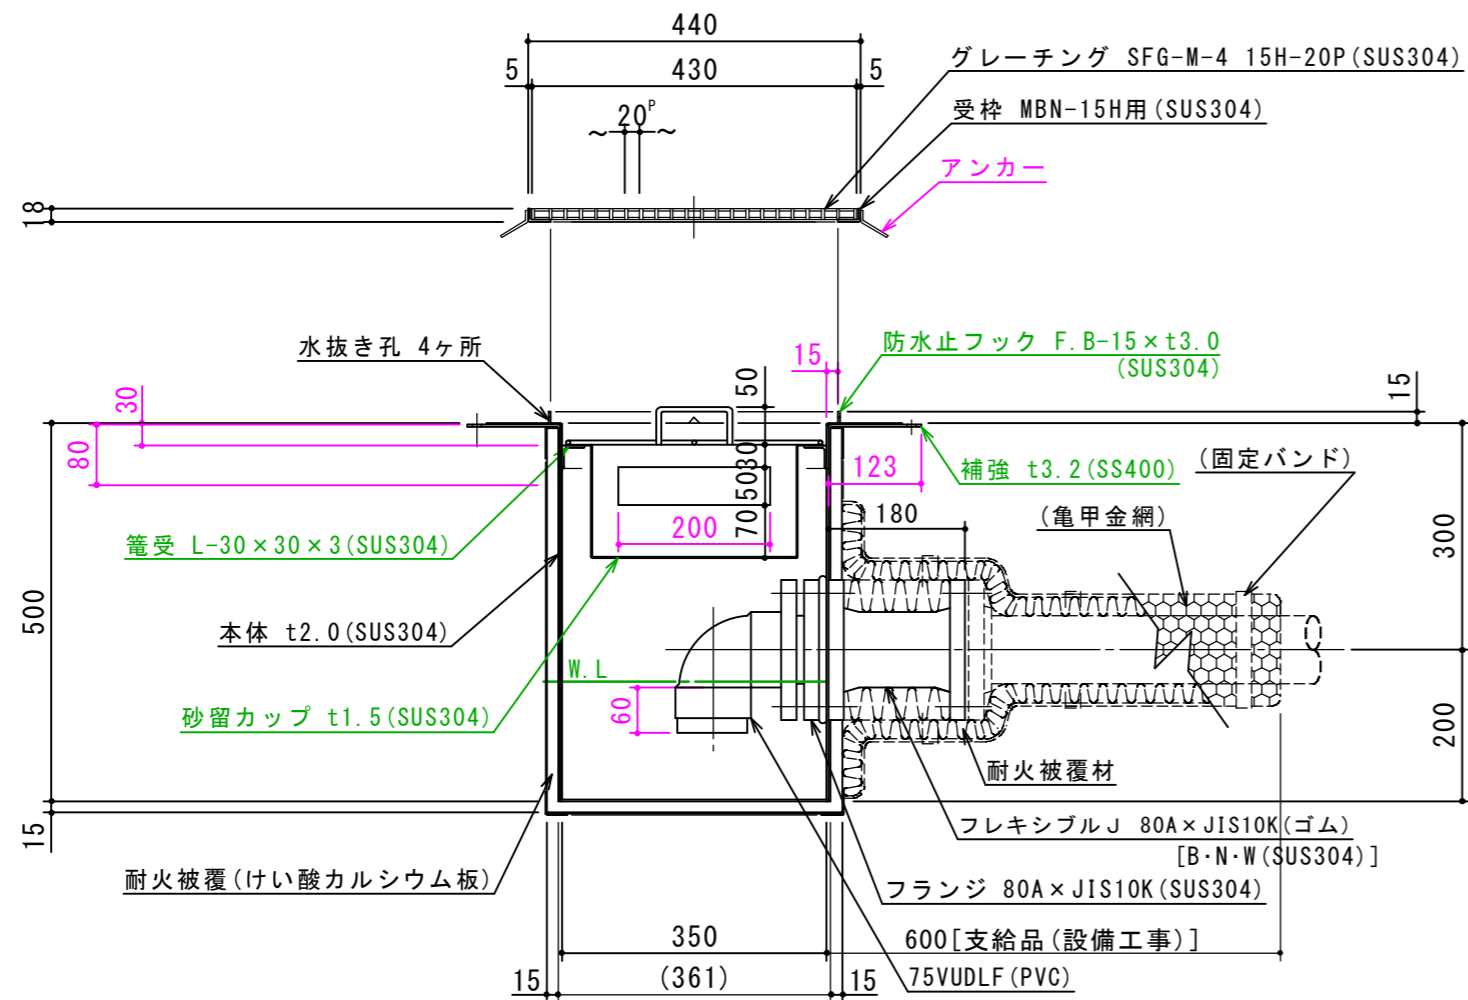 440
5 430 5
グレーチング SFG-M-4 15H-20P(SUS304)
～20P～
受枠 MBN-15H用(SUS304)
アンカー
18
水抜き孔 4ヶ所
防水止フック F.B-15×t3.0
(SUS304)
15
50
15
30
80
30
50
70
200
123
補強 t3.2(SS400)
(固定バンド)
180
(亀甲金網)
300
籠受 L-30×30×3(SUS304)
500
本体 t2.0(SUS304)
W.L
砂留カップ t1.5(SUS304)
60
200
耐火被覆材
15
フレキシブルJ 80A×JIS10K(ゴム)
[B·N·W(SUS304)]
耐火被覆(けい酸カルシウム板)
フランジ 80A×JIS10K(SUS304)
350
600[支給品(設備工事)]
15 (361) 15
75VUDLF(PVC)